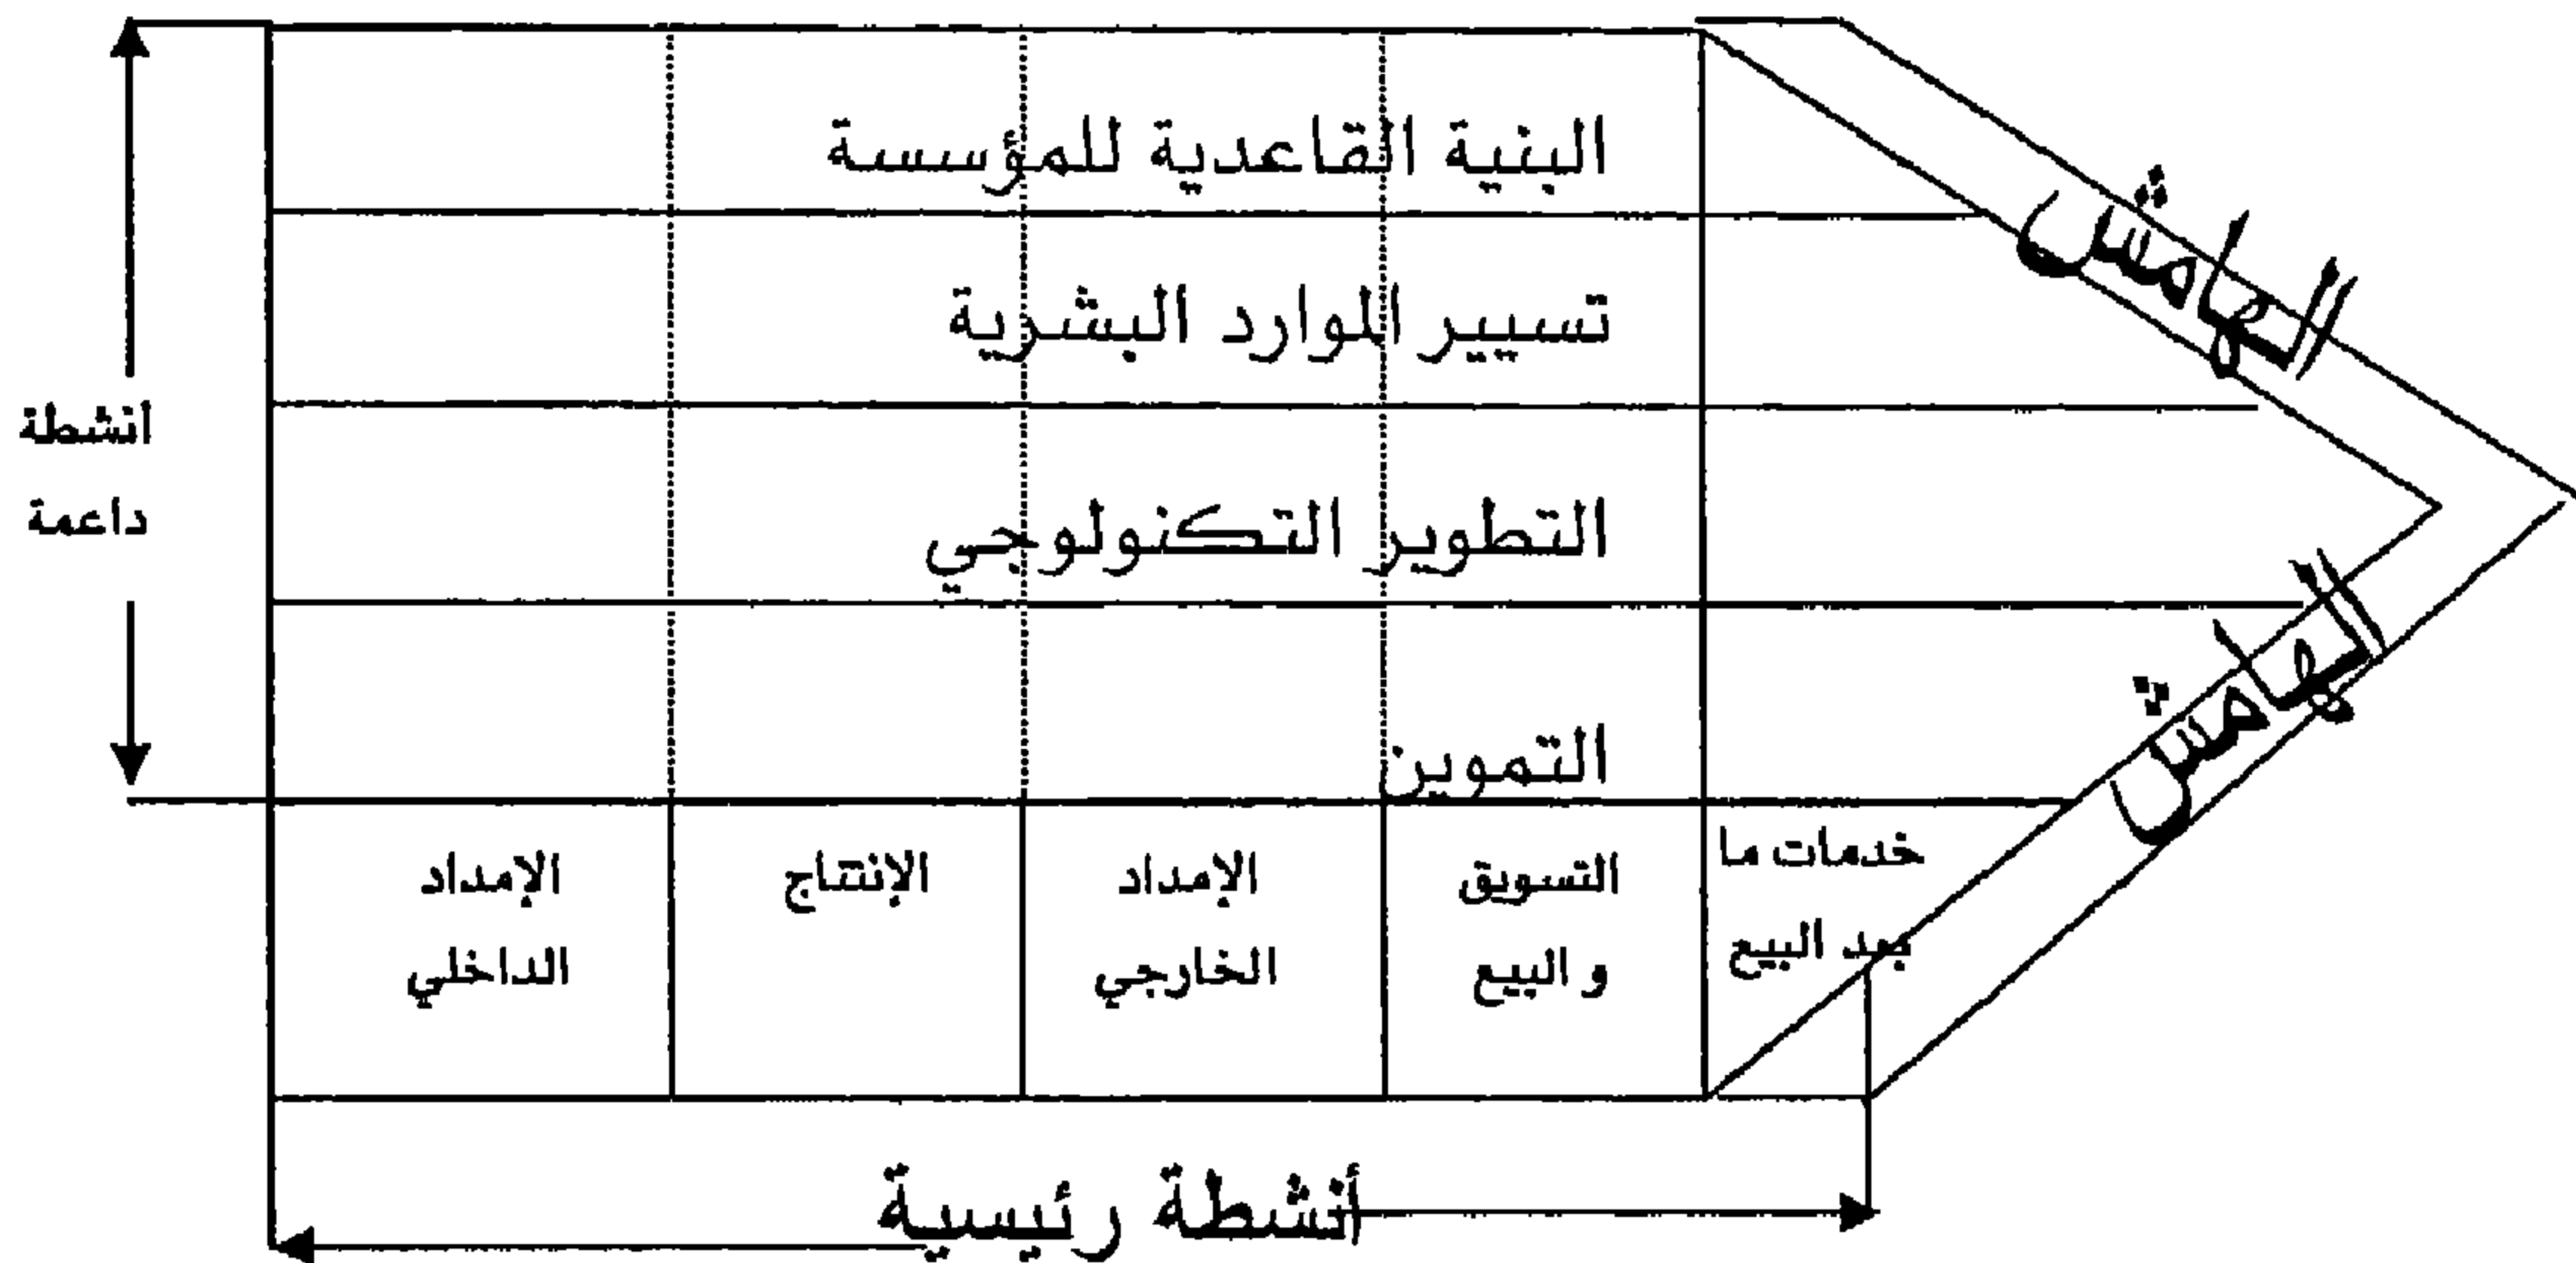 البنية القاعدية للمؤسسة
تسيير الموارد البشرية
التطوير التكنولوجي
التموين
انشطة
داعمة
الهامش
الهامش
الإمداد
الداخلي
الإنتاج
الإمداد
الخارجي
التسويق
و البيع
خدمات ما
بعد البيع
أنشطة رئيسية